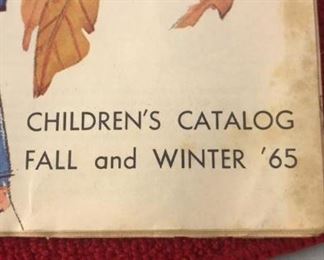 CHILDREN'S CATALOG
FALL and WINTER '65